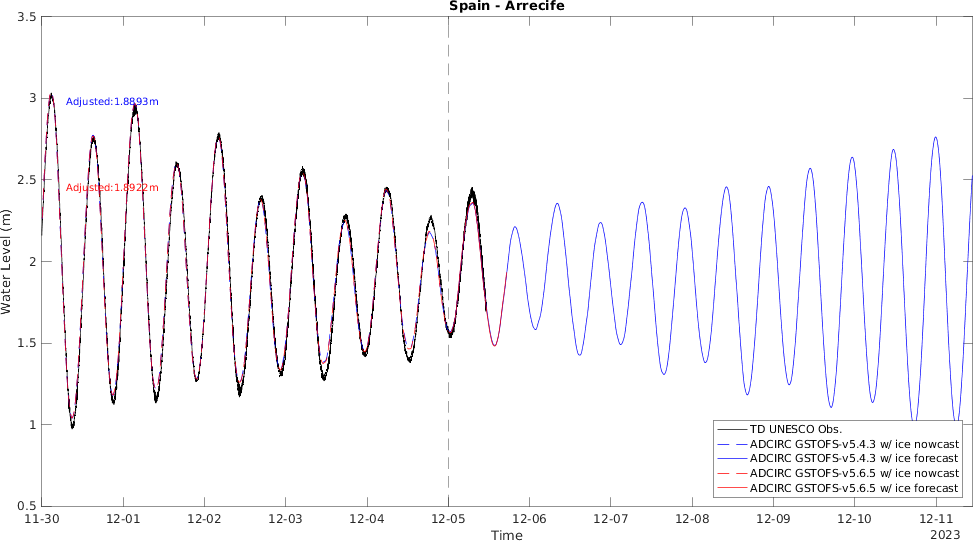 Spain - Arrecife
3.5
3
2.5
2
1.5
1
0.5
Water Level (m)
Adjusted:1.8893m
Adjusted:1.8922m
TD UNESCO Obs.
ADCIRC GSTOFS-v5.4.3 w/ ice nowcast
ADCIRC GSTOFS-v5.4.3 w/ ice forecast
ADCIRC GSTOFS-v5.6.5 w/ ice nowcast
ADCIRC GSTOFS-v5.6.5 w/ ice forecast
11-30 12-01 12-02 12-03 12-04 12-05 12-06 12-07 12-08 12-09 12-10 12-11
Time
2023